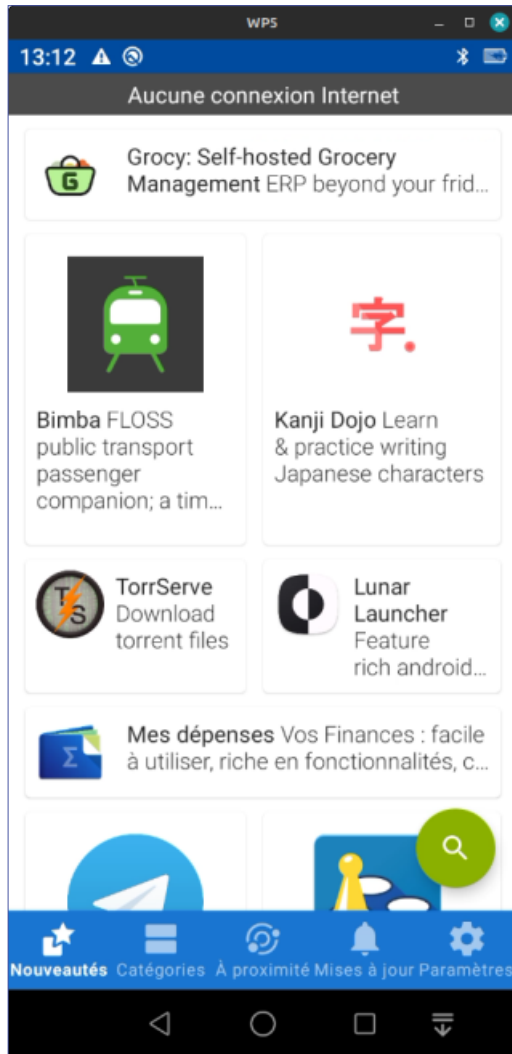 WP5
13:12
Aucune connexion Internet
G
Grocy: Self-hosted Grocery
Management ERP beyond your frid...
字.
Bimba FLOSS
public transport
passenger
companion; a tim...
Kanji Dojo Learn
& practice writing
Japanese characters
TS
TorrServe
Download
torrent files
Lunar
Launcher
Feature
rich android...
Σ
Mes dépenses Vos Finances : facile
à utiliser, riche en fonctionnalités, c...
Nouveautés Catégories À proximité Mises à jour Paramètres